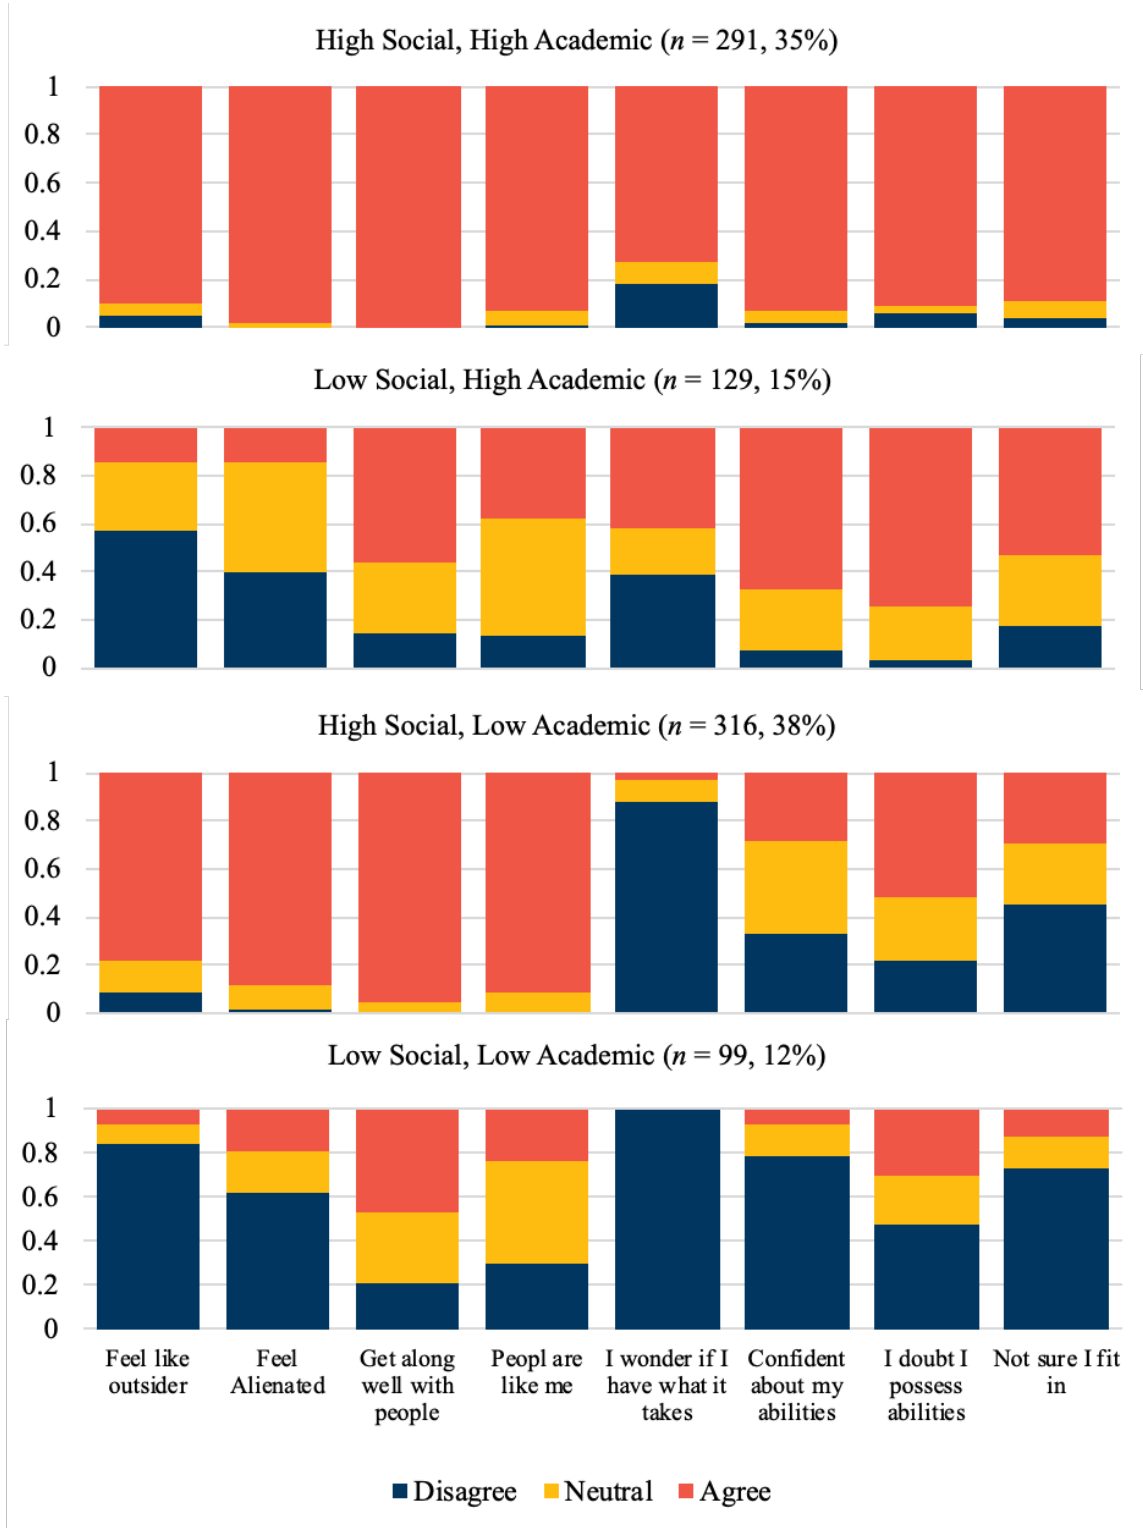 High Social, High Academic (n = 291, 35%)
1
0.8
0.6
0.4
0.2
0
Low Social, High Academic (n = 129, 15%)
1
0.8
0.6
0.4
0.2
0
High Social, Low Academic (n = 316, 38%)
1
0.8
0.6
0.4
0.2
0
Low Social, Low Academic (n = 99, 12%)
1
0.8
0.6
0.4
0.2
0
Feel like
outsider
Feel
Alienated
Get along
well with
people
Peopl are
like me
I wonder if I
have what it
takes
Confident
about my
abilities
I doubt I
possess
abilities
Not sure I fit
in
Disagree Neutral Agree